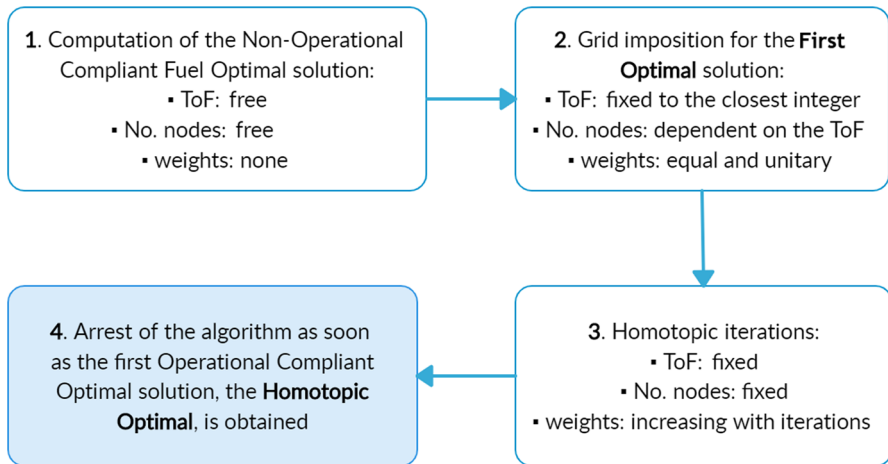 1. Computation of the Non-Operational
Compliant Fuel Optimal solution:
▪ ToF: free
▪ No. nodes: free
▪ weights: none
2. Grid imposition for the First
Optimal solution:
▪ ToF: fixed to the closest integer
▪ No. nodes: dependent on the ToF
▪ weights: equal and unitary
3. Homotopic iterations:
▪ ToF: fixed
▪ No. nodes: fixed
▪ weights: increasing with iterations
4. Arrest of the algorithm as soon
as the first Operational Compliant
Optimal solution, the Homotopic
Optimal, is obtained